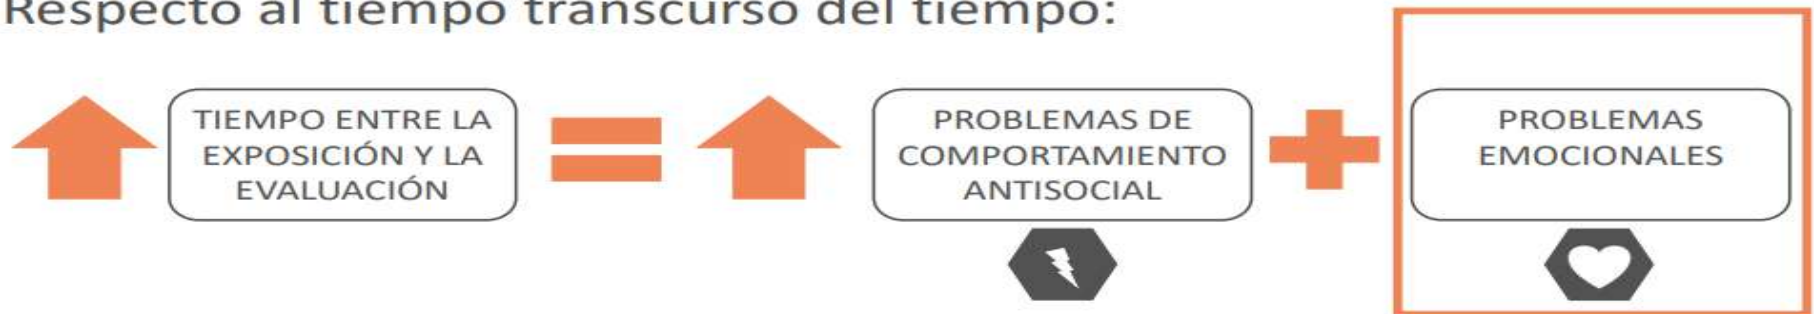 Respecto al tiempo transcurso del tiempo:
TIEMPO ENTRE LA
EXPOSICIÓN Y LA
EVALUACIÓN
PROBLEMAS DE
COMPORTAMIENTO
ANTISOCIAL
PROBLEMAS
EMOCIONALES